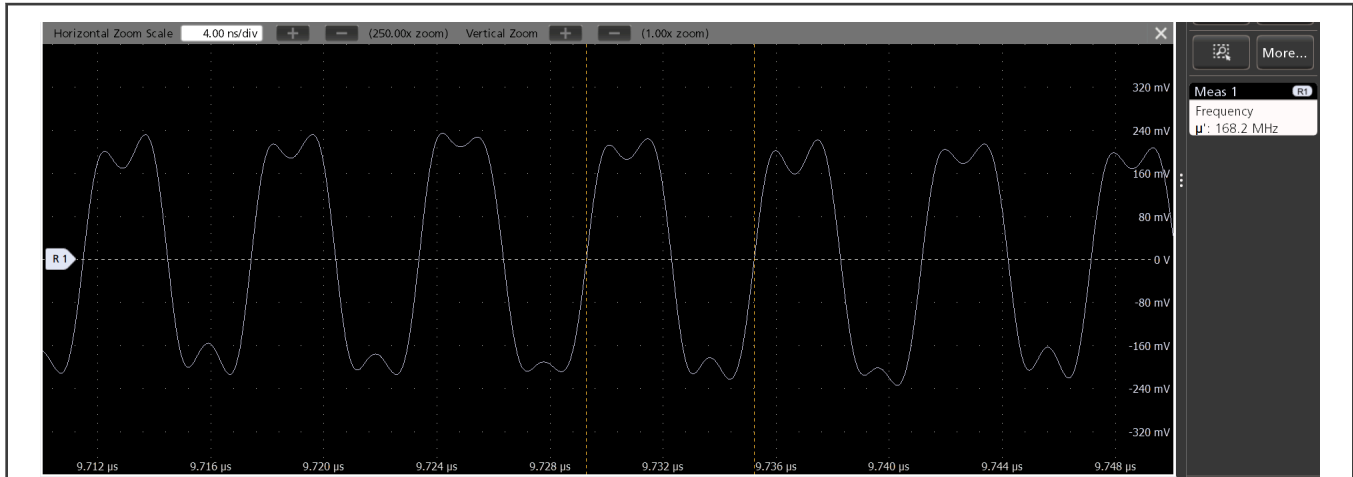 Horizontal Zoom Scale 4.00 ns/div + − (250.00x zoom) Vertical Zoom + − (1.00x zoom) ×
More...
Meas 1 R1
Frequency
µ': 168.2 MHz
320 mV
240 mV
160 mV
80 mV
R 1
0 V
-80 mV
-160 mV
-240 mV
-320 mV
9.712 µs 9.716 µs 9.720 µs 9.724 µs 9.728 µs 9.732 µs 9.736 µs 9.740 µs 9.744 µs 9.748 µs